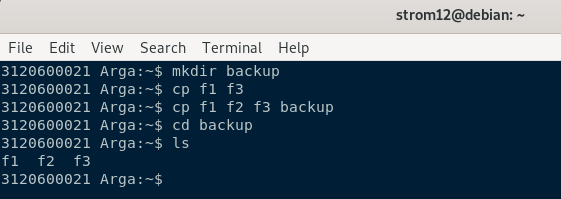 strom12@debian: ~
File Edit View Search Terminal Help
3120600021 Arga:~$ mkdir backup
3120600021 Arga:~$ cp f1 f3
3120600021 Arga:~$ cp f1 f2 f3 backup
3120600021 Arga:~$ cd backup
3120600021 Arga:~$ ls
f1  f2  f3
3120600021 Arga:~$